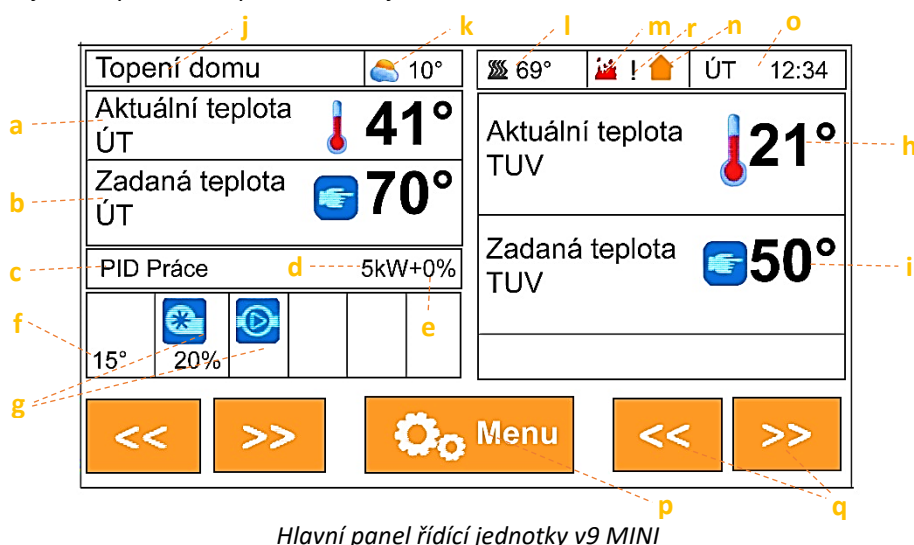 j k l m r n o
Topení domu 10° 69° ! ÚT 12:34
a Aktuální teplota
ÚT 41°
b Zadaná teplota
ÚT 70°
c PID Práce d 5kW+0%
e
f 15° 20%
g
Aktuální teplota
TUV 21° h
Zadaná teplota
TUV 50° i
<< >> Menu << >>
p q
Hlavní panel řídící jednotky v9 MINI